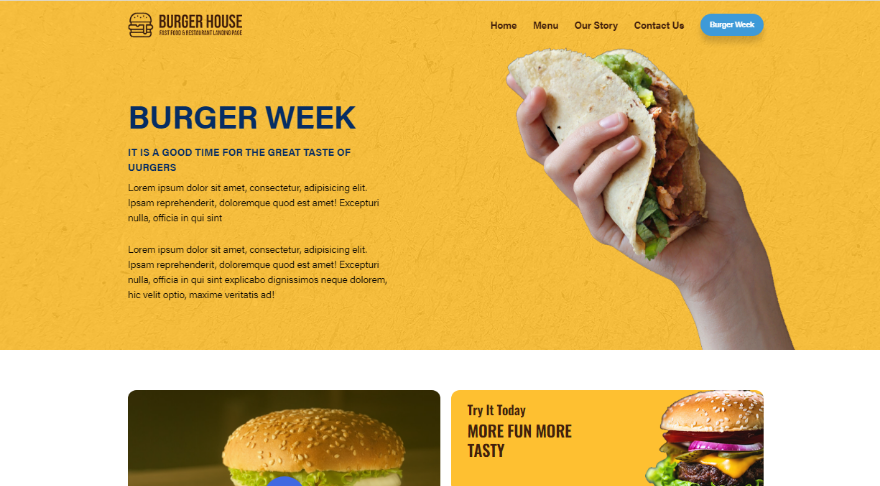 BURGER HOUSE
FAST FOOD & RESTAURANT LANDING PAGE
Home Menu Our Story Contact Us Burger Week
BURGER WEEK
IT IS A GOOD TIME FOR THE GREAT TASTE OF
UURGERS
Lorem ipsum dolor sit amet, consectetur, adipisicing elit.
Ipsam reprehenderit, doloremque quod est amet! Excepturi
nulla, officia in qui sint
Lorem ipsum dolor sit amet, consectetur, adipisicing elit.
Ipsam reprehenderit, doloremque quod est amet! Excepturi
nulla, officia in qui sint explicabo dignissimos neque dolorem,
hic velit optio, maxime veritatis ad!
Try It Today
MORE FUN MORE
TASTY